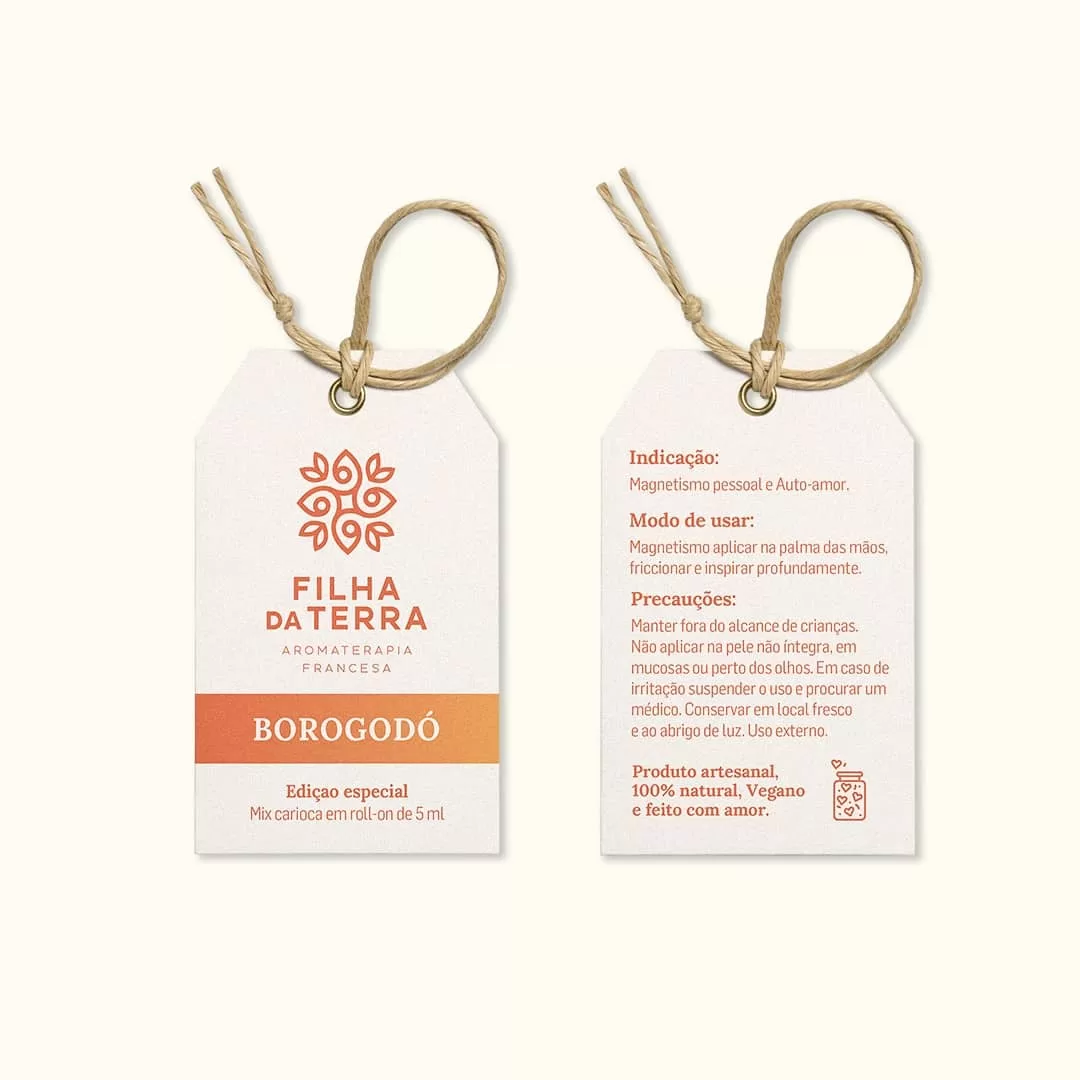 FILHA
DA TERRA
AROMATERAPIA
FRANCESA
BOROGODÓ
Ediçao especial
Mix carioca em roll-on de 5 ml
Indicação:
Magnetismo pessoal e Auto-amor.
Modo de usar:
Magnetismo aplicar na palma das mãos,
friccionar e inspirar profundamente.
Precauções:
Manter fora do alcance de crianças.
Não aplicar na pele não íntegra, em
mucosas ou perto dos olhos. Em caso de
irritação suspender o uso e procurar um
médico. Conservar em local fresco
e ao abrigo de luz. Uso externo.
Produto artesanal,
100% natural, Vegano
e feito com amor.